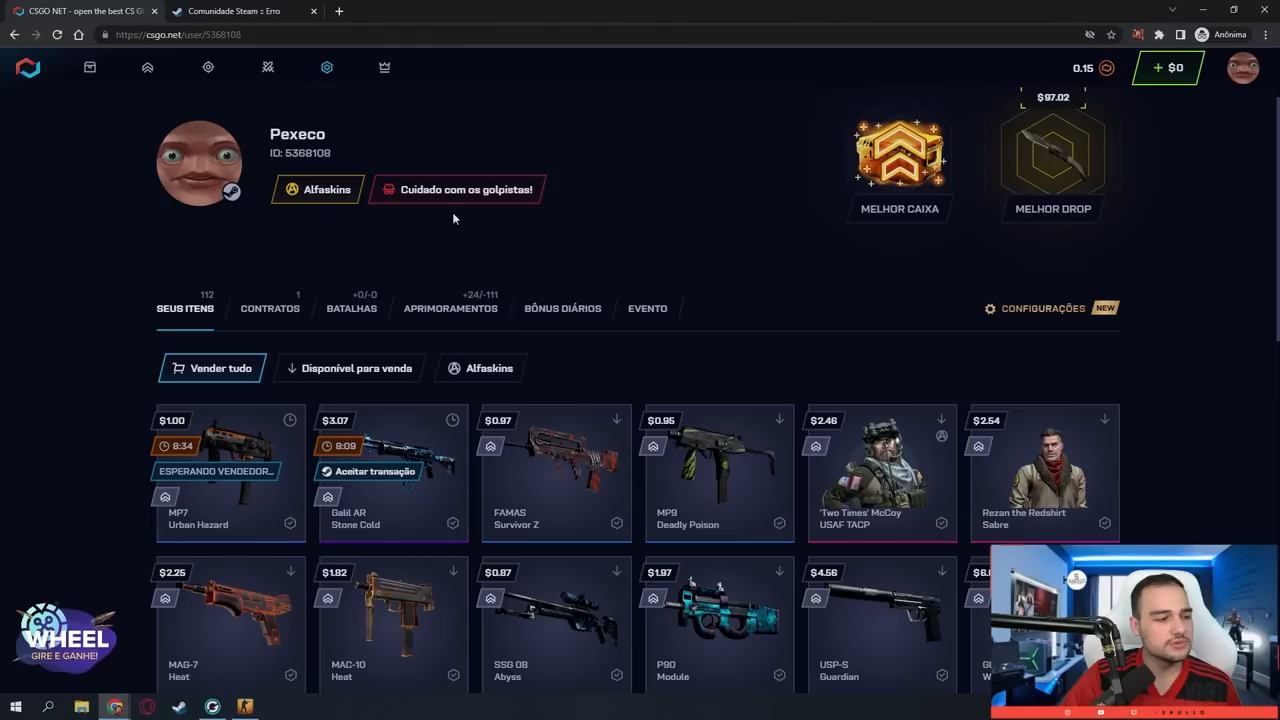 CSGO NET - open the best CS G
Comunidade Steam :: Erro
https://csgo.net/user/5368108
Anônima
0.15
+ $0
Pexeco
ID: 5368108
Alfaskins
Cuidado com os golpistas!
$97.02
MELHOR CAIXA
MELHOR DROP
112
SEUS ITENS
1
CONTRATOS
+0/-0
BATALHAS
+24/-111
APRIMORAMENTOS
BÔNUS DIÁRIOS
EVENTO
CONFIGURAÇÕES
NEW
Vender tudo
Disponível para venda
Alfaskins
$1.00
8:34
ESPERANDO VENDEDOR...
MP7
Urban Hazard
$3.07
8:09
Aceitar transação
Galil AR
Stone Cold
$0.97
FAMAS
Survivor Z
$0.95
MP9
Deadly Poison
$2.46
'Two Times' McCoy
USAF TACP
$2.54
Rezan the Redshirt
Sabre
$2.25
MAG-7
Heat
$1.82
MAC-10
Heat
$0.87
SSG 08
Abyss
$1.97
P90
Module
$4.56
USP-S
Guardian
WHEEL
GIRE E GANHE!